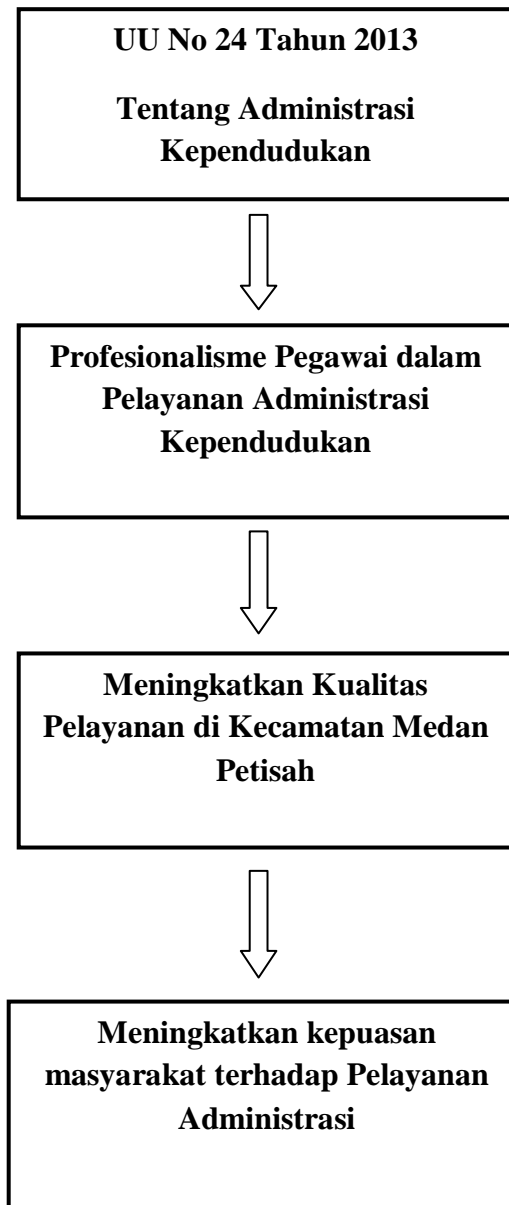 UU No 24 Tahun 2013
Tentang Administrasi
Kependudukan
Profesionalisme Pegawai dalam
Pelayanan Administrasi
Kependudukan
Meningkatkan Kualitas
Pelayanan di Kecamatan Medan
Petisah
Meningkatkan kepuasan
masyarakat terhadap Pelayanan
Administrasi